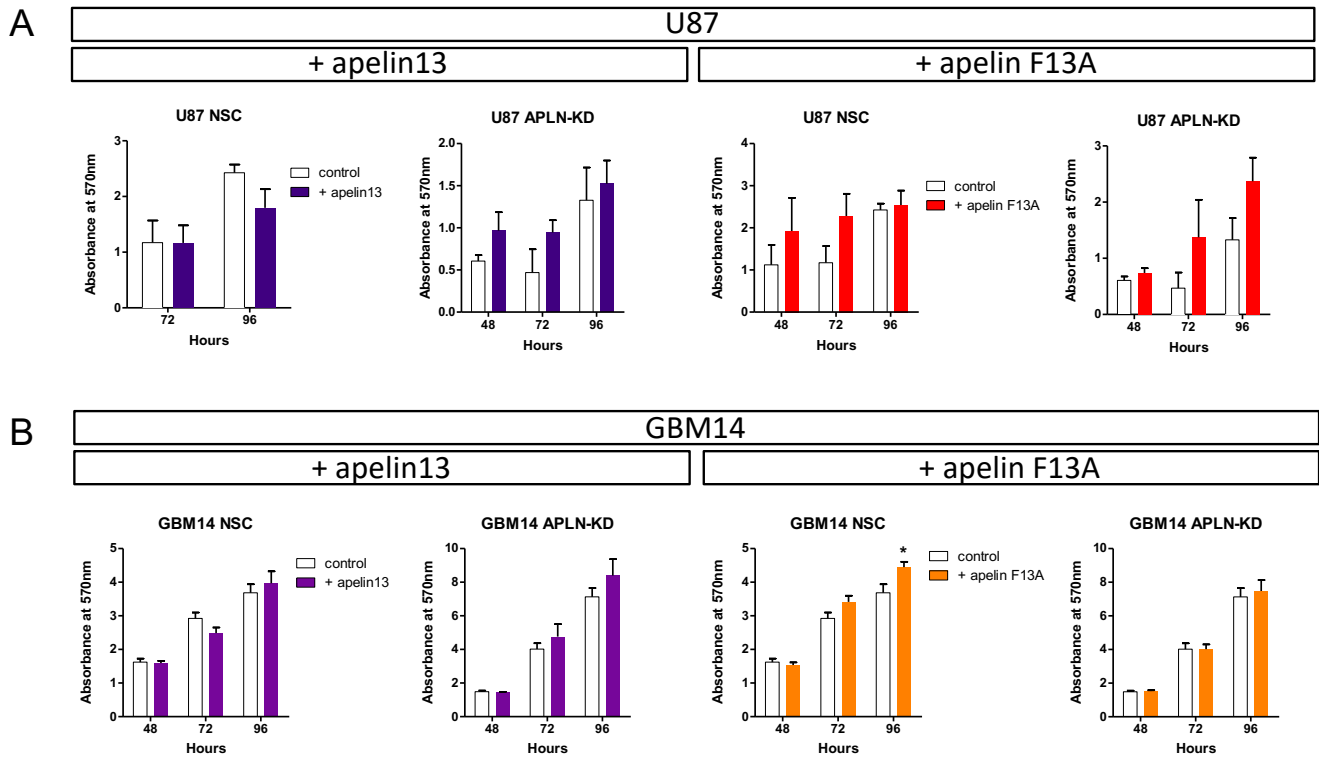 A
U87
+ apelin13
+ apelin F13A
U87 NSC
Absorbance at 570nm
3
2
1
0
72
96
Hours
control
+ apelin13
U87 APLN-KD
Absorbance at 570nm
2.0
1.5
1.0
0.5
0.0
48
72
96
Hours
U87 NSC
Absorbance at 570nm
4
3
2
1
0
48
72
96
Hours
control
+ apelin F13A
U87 APLN-KD
Absorbance at 570nm
3
2
1
0
48
72
96
Hours
B
GBM14
+ apelin13
+ apelin F13A
GBM14 NSC
Absorbance at 570nm
5
4
3
2
1
0
48
72
96
Hours
control
+ apelin13
GBM14 APLN-KD
Absorbance at 570nm
10
8
6
4
2
0
48
72
96
Hours
GBM14 NSC
Absorbance at 570nm
5
4
3
2
1
0
*
48
72
96
Hours
control
+ apelin F13A
GBM14 APLN-KD
Absorbance at 570nm
10
8
6
4
2
0
48
72
96
Hours